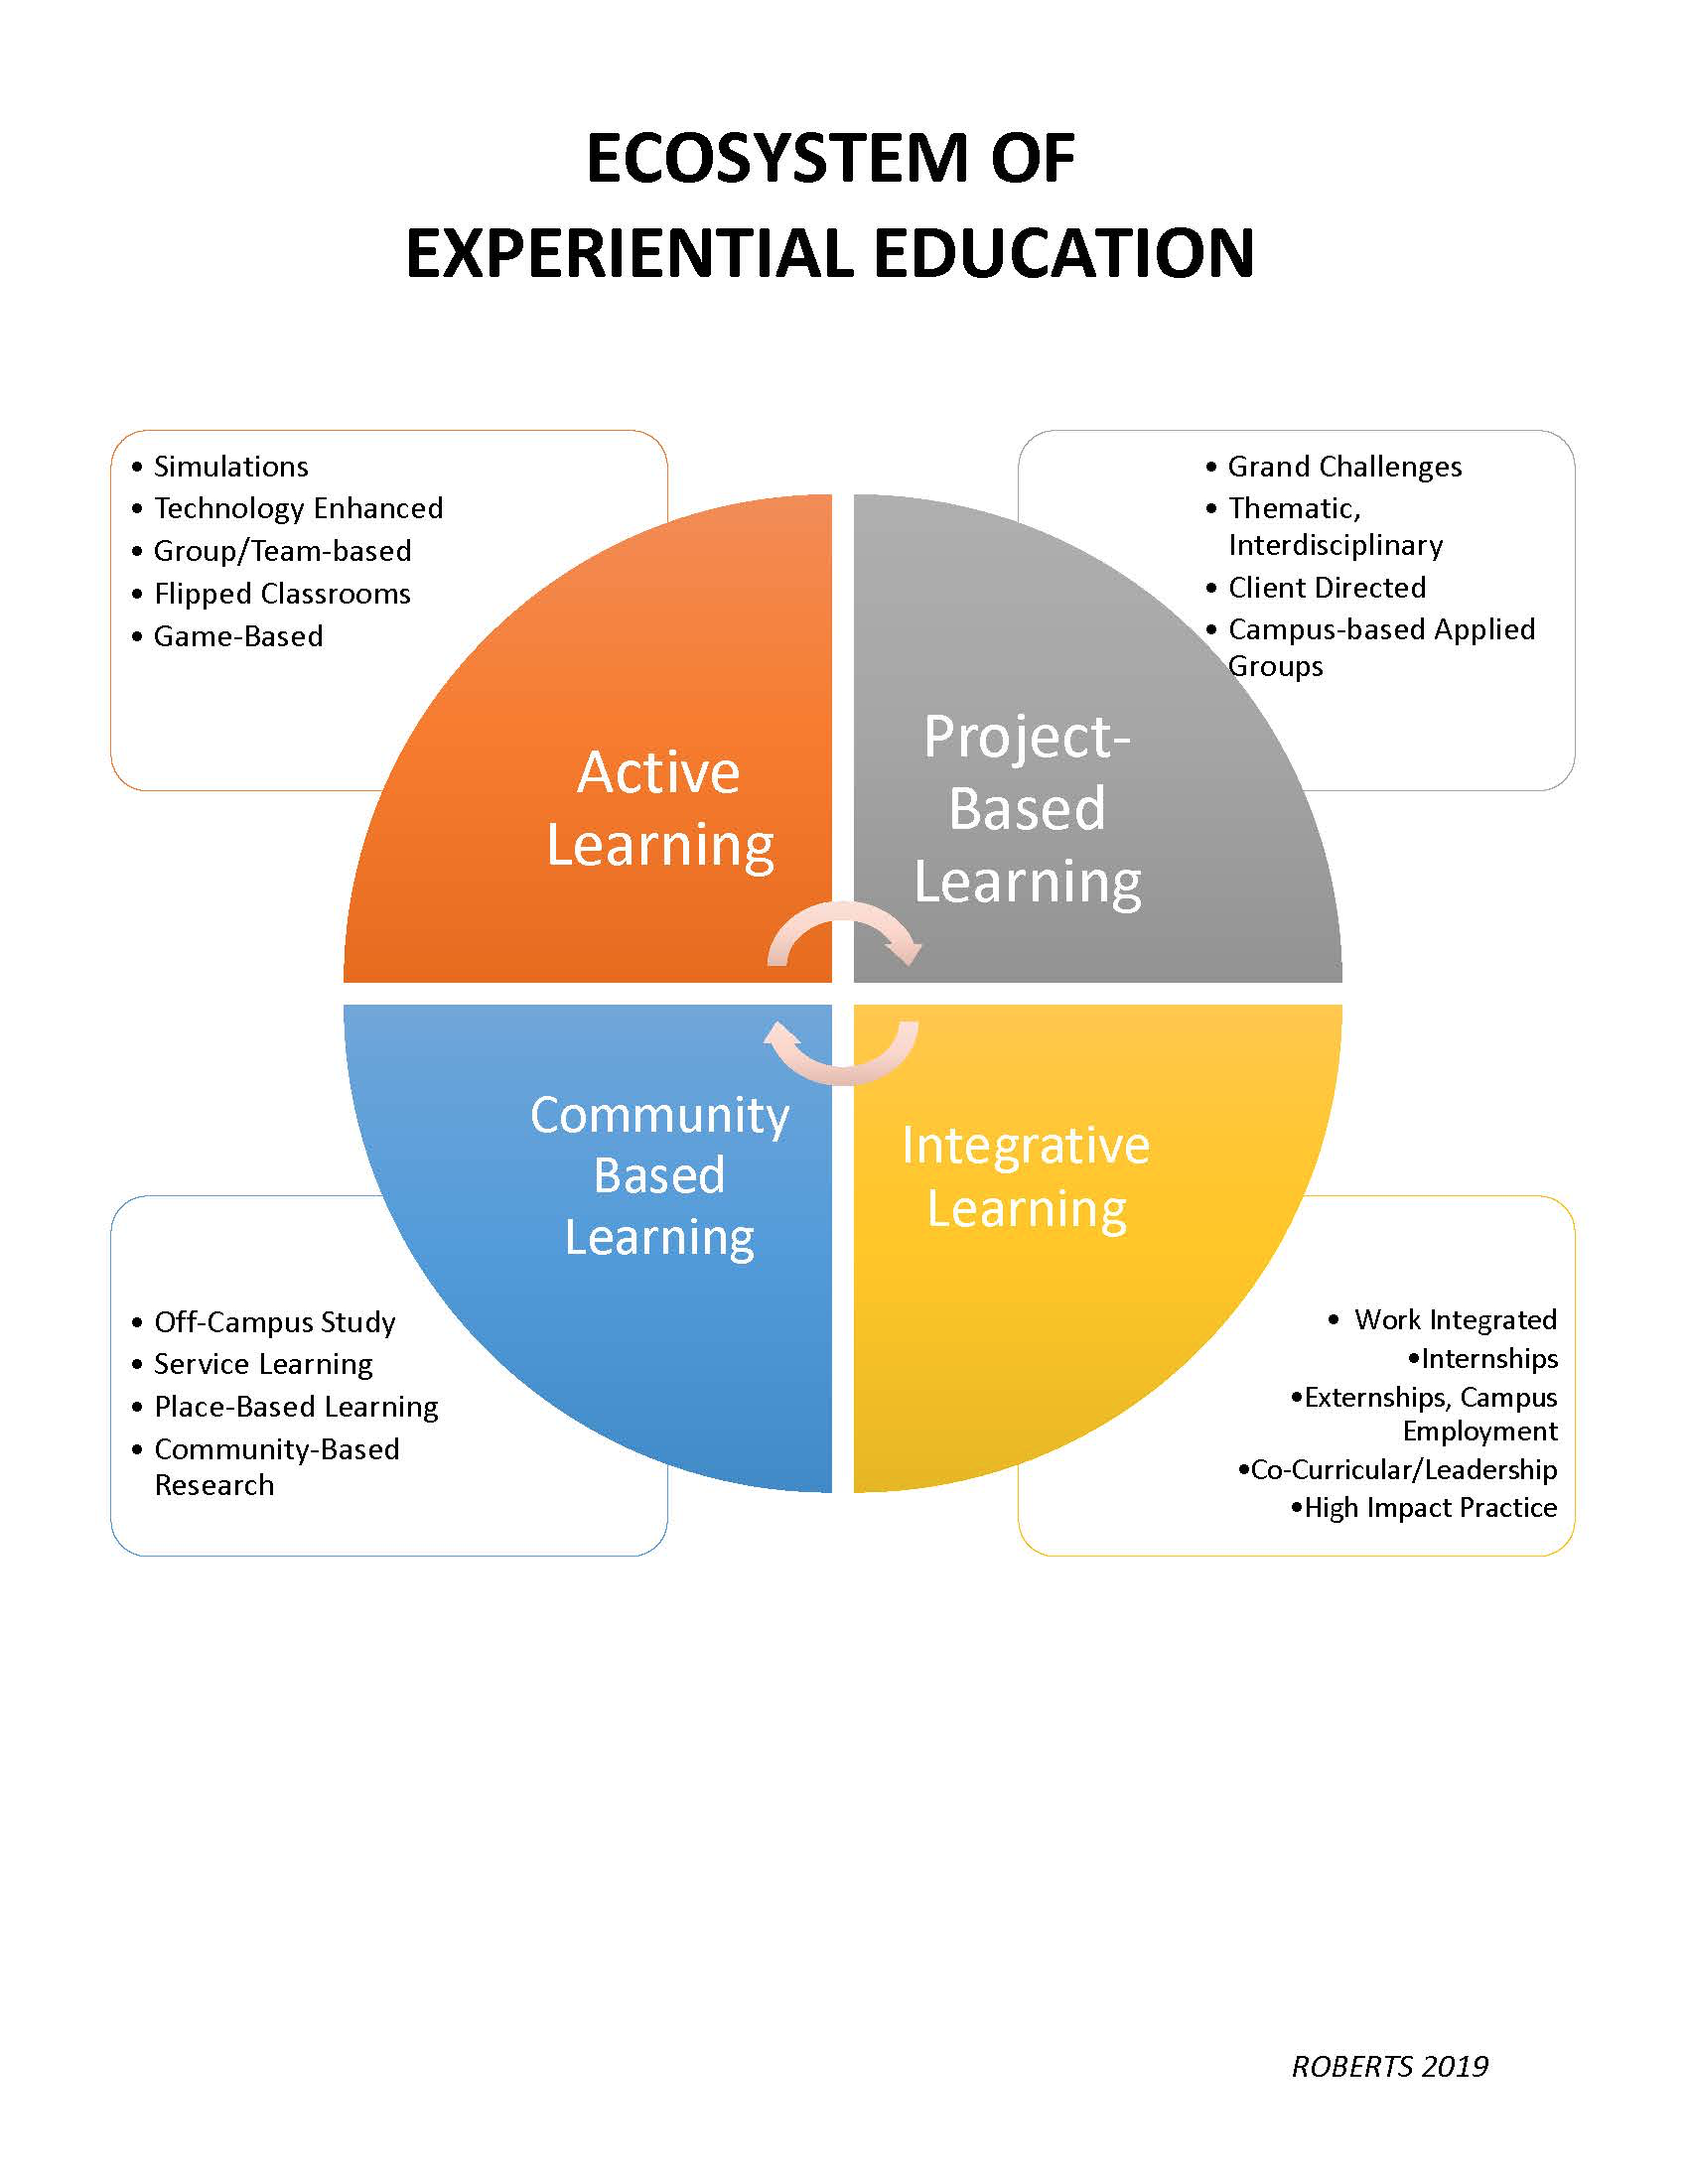 ECOSYSTEM OF
EXPERIENTIAL EDUCATION
• Simulations
• Technology Enhanced
• Group/Team-based
• Flipped Classrooms
• Game-Based
• Grand Challenges
• Thematic,
Interdisciplinary
• Client Directed
• Campus-based Applied
Groups
Active
Learning
Project-
Based
Learning
Community
Based
Learning
Integrative
Learning
• Off-Campus Study
• Service Learning
• Place-Based Learning
• Community-Based
Research
• Work Integrated
•Internships
•Externships, Campus
Employment
•Co-Curricular/Leadership
•High Impact Practice
ROBERTS 2019